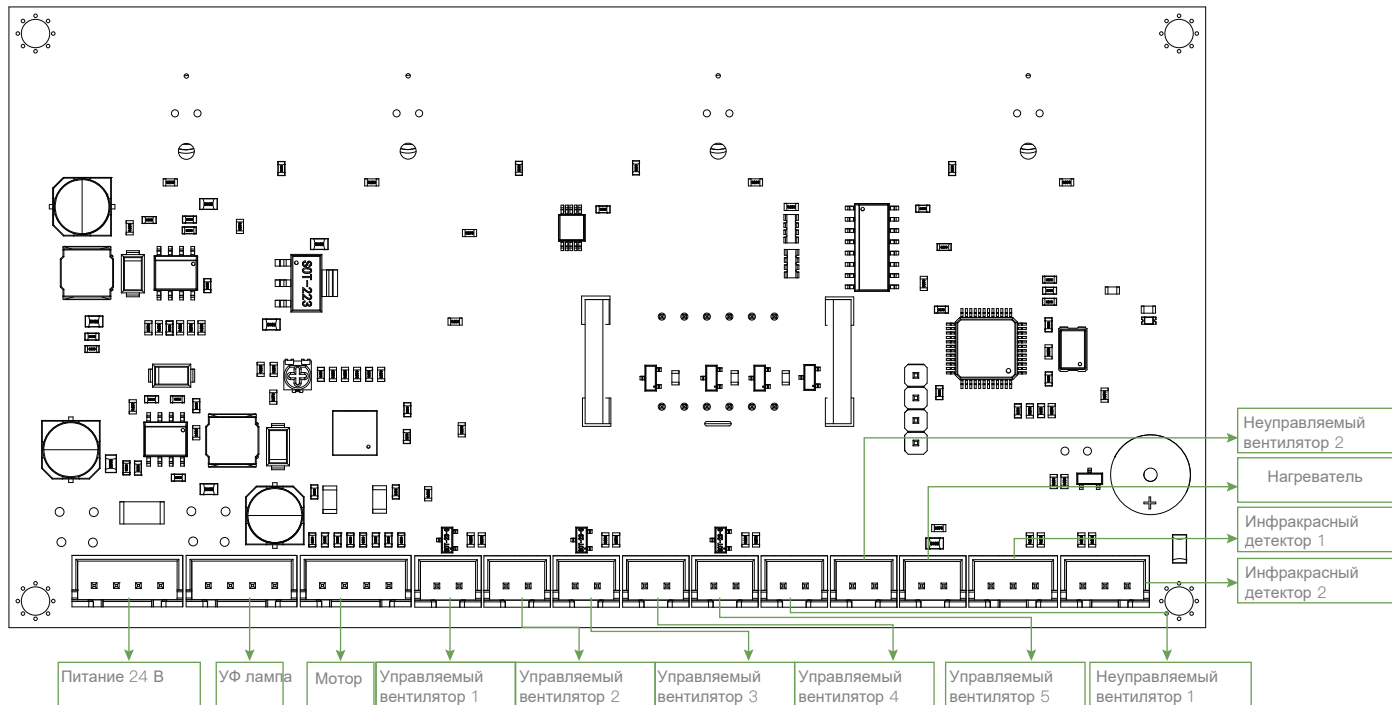 SOT-223
Неуправляемый
вентилятор 2
Нагреватель
Инфракрасный
детектор 1
Инфракрасный
детектор 2
Питание 24 В
УФ лампа
Мотор
Управляемый
вентилятор 1
Управляемый
вентилятор 2
Управляемый
вентилятор 3
Управляемый
вентилятор 4
Управляемый
вентилятор 5
Неуправляемый
вентилятор 1